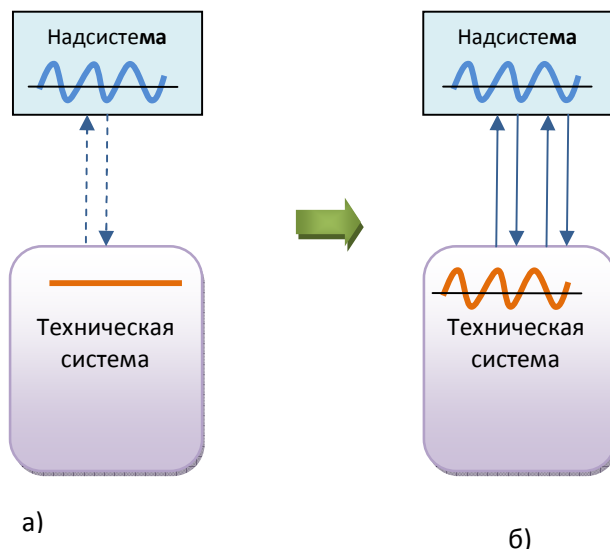 Надсистема
Надсистема
Техническая
система
Техническая
система
а)
б)